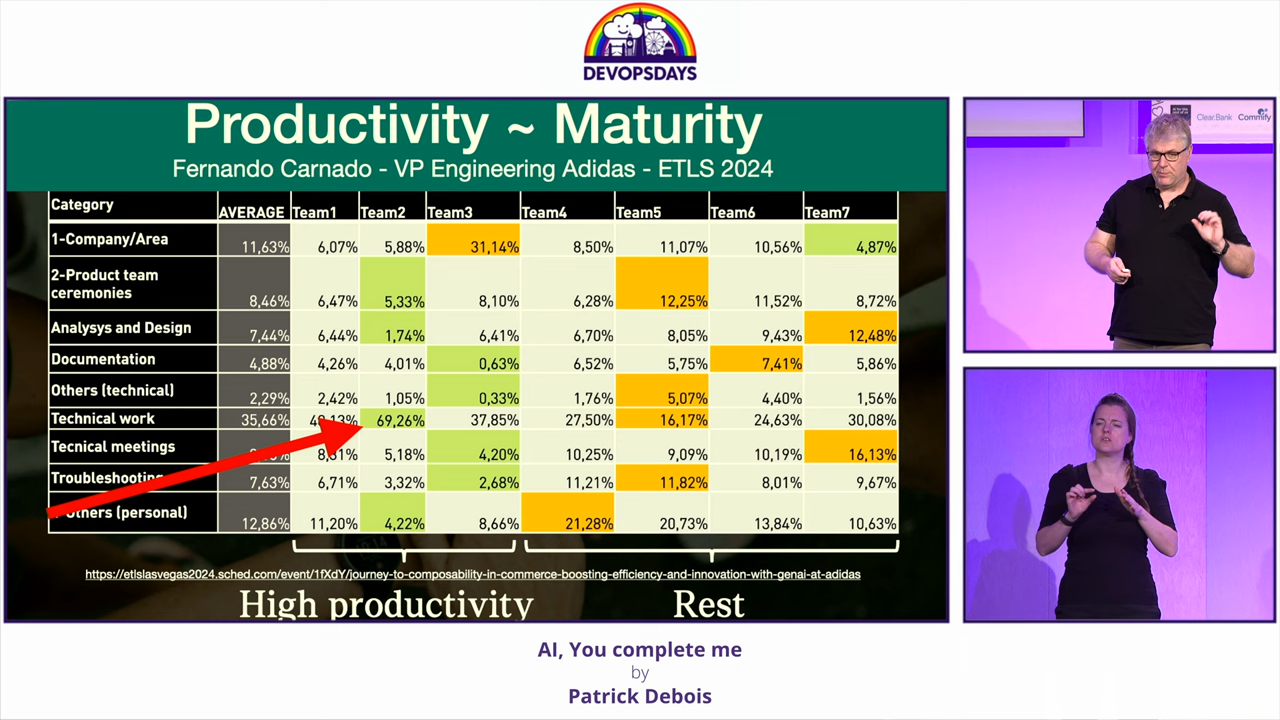 DEVOPSDAYS
Productivity ~ Maturity
Fernando Carnado - VP Engineering Adidas - ETLS 2024
Category AVERAGE Team1 Team2 Team3 Team4 Team5 Team6 Team7
1-Company/Area 11,63% 6,07% 5,88% 31,14% 8,50% 11,07% 10,56% 4,87%
2-Product team
ceremonies 8,46% 6,47% 5,33% 8,10% 6,28% 12,25% 11,52% 8,72%
Analysys and Design 7,44% 6,44% 1,74% 6,41% 6,70% 8,05% 9,43% 12,48%
Documentation 4,88% 4,26% 4,01% 0,63% 6,52% 5,75% 7,41% 5,86%
Others (technical) 2,29% 2,42% 1,05% 0,33% 1,76% 5,07% 4,40% 1,56%
Technical work 35,66% 69,26% 37,85% 27,50% 16,17% 24,63% 30,08%
Tecnical meetings 5,18% 4,20% 10,25% 9,09% 10,19% 16,13%
Troubleshooting 7,63% 6,71% 3,32% 2,68% 11,21% 11,82% 8,01% 9,67%
Others (personal) 12,86% 11,20% 4,22% 8,66% 21,28% 20,73% 13,84% 10,63%
https://etlslasvegas2024.sched.com/event/1fXdY/journey-to-composability-in-commerce-boosting-efficiency-and-innovation-with-genai-at-adidas
High productivity Rest
Clear.Bank Commify
AI, You complete me
by
Patrick Debois